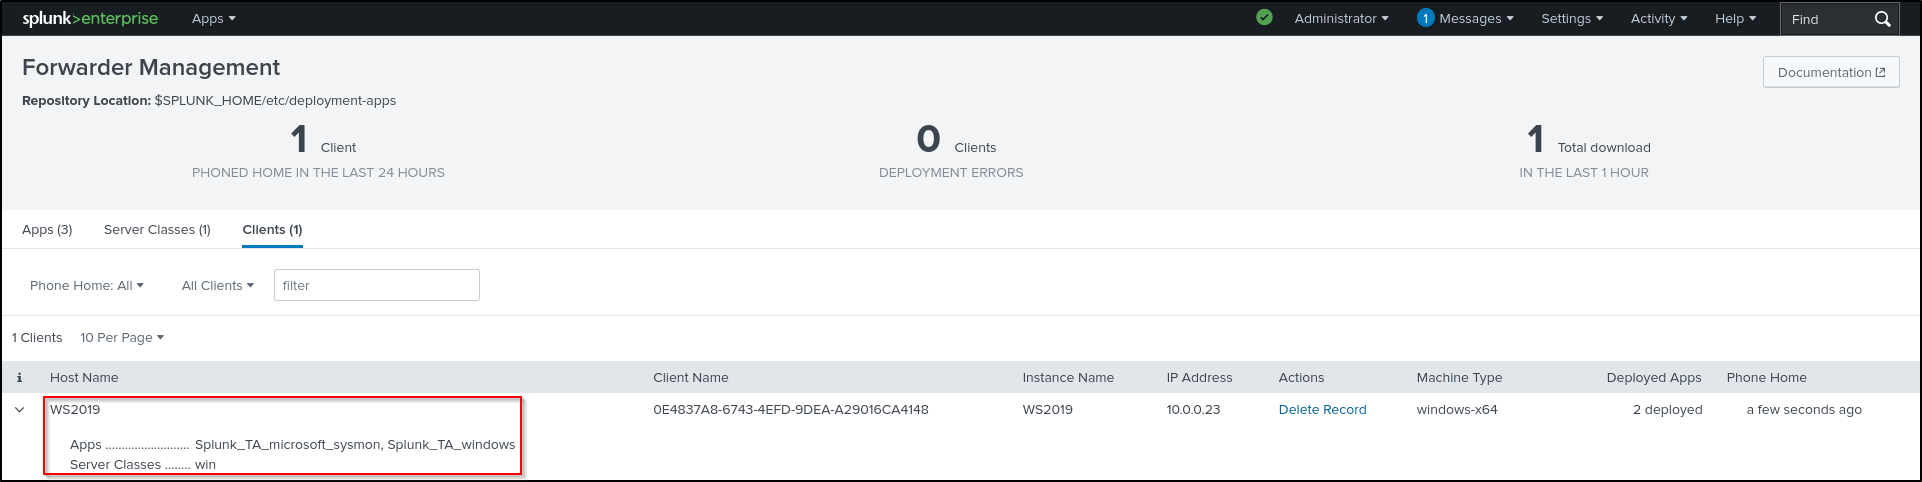 splunk>enterprise Apps Administrator 1 Messages Settings Activity Help Find
Forwarder Management
Documentation
Repository Location: $SPLUNK_HOME/etc/deployment-apps
1 Client 0 Clients 1 Total download
PHONED HOME IN THE LAST 24 HOURS DEPLOYMENT ERRORS IN THE LAST 1 HOUR
Apps (3) Server Classes (1) Clients (1)
Phone Home: All All Clients filter
1 Clients 10 Per Page
i Host Name Client Name Instance Name IP Address Actions Machine Type Deployed Apps Phone Home
WS2019 0E4837A8-6743-4EFD-9DEA-A29016CA4148 WS2019 10.0.0.23 Delete Record windows-x64 2 deployed a few seconds ago
Apps .......................... Splunk_TA_microsoft_sysmon, Splunk_TA_windows
Server Classes ........ win